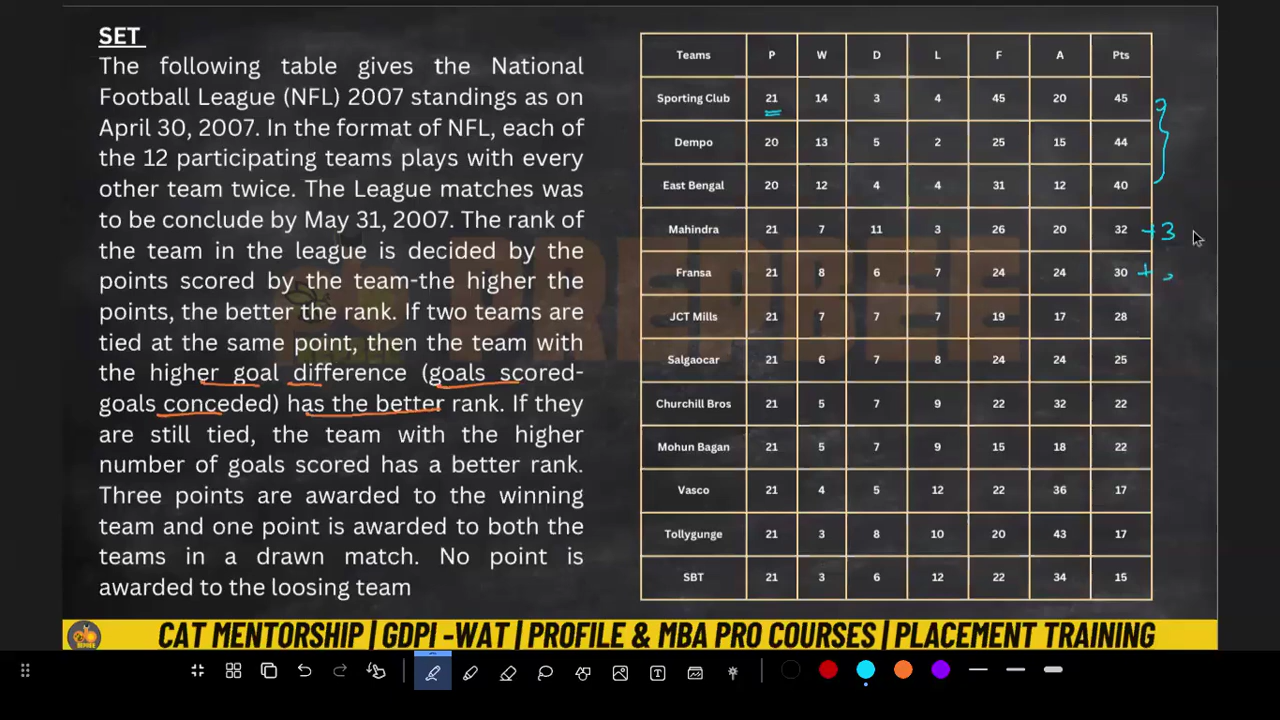 SET
The following table gives the National
Football League (NFL) 2007 standings as on
April 30, 2007. In the format of NFL, each of
the 12 participating teams plays with every
other team twice. The League matches was
to be conclude by May 31, 2007. The rank of
the team in the league is decided by the
points scored by the team-the higher the
points, the better the rank. If two teams are
tied at the same point, then the team with
the higher goal difference (goals scored-
goals conceded) has the better rank. If they
are still tied, the team with the higher
number of goals scored has a better rank.
Three points are awarded to the winning
team and one point is awarded to both the
teams in a drawn match. No point is
awarded to the loosing team
Teams P W D L F A Pts
Sporting Club 21 14 3 4 45 20 45
Dempo 20 13 5 2 25 15 44
East Bengal 20 12 4 4 31 12 40
Mahindra 21 7 11 3 26 20 32 +3
Fransa 21 8 6 7 24 24 30 +
JCT Mills 21 7 7 7 19 17 28
Salgaocar 21 6 7 8 24 24 25
Churchill Bros 21 5 7 9 22 32 22
Mohun Bagan 21 5 7 9 15 18 22
Vasco 21 4 5 12 22 36 17
Tollygunge 21 3 8 10 20 43 17
SBT 21 3 6 12 22 34 15
PREPBEE
CAT MENTORSHIP | GDPI -WAT | PROFILE & MBA PRO COURSES | PLACEMENT TRAINING